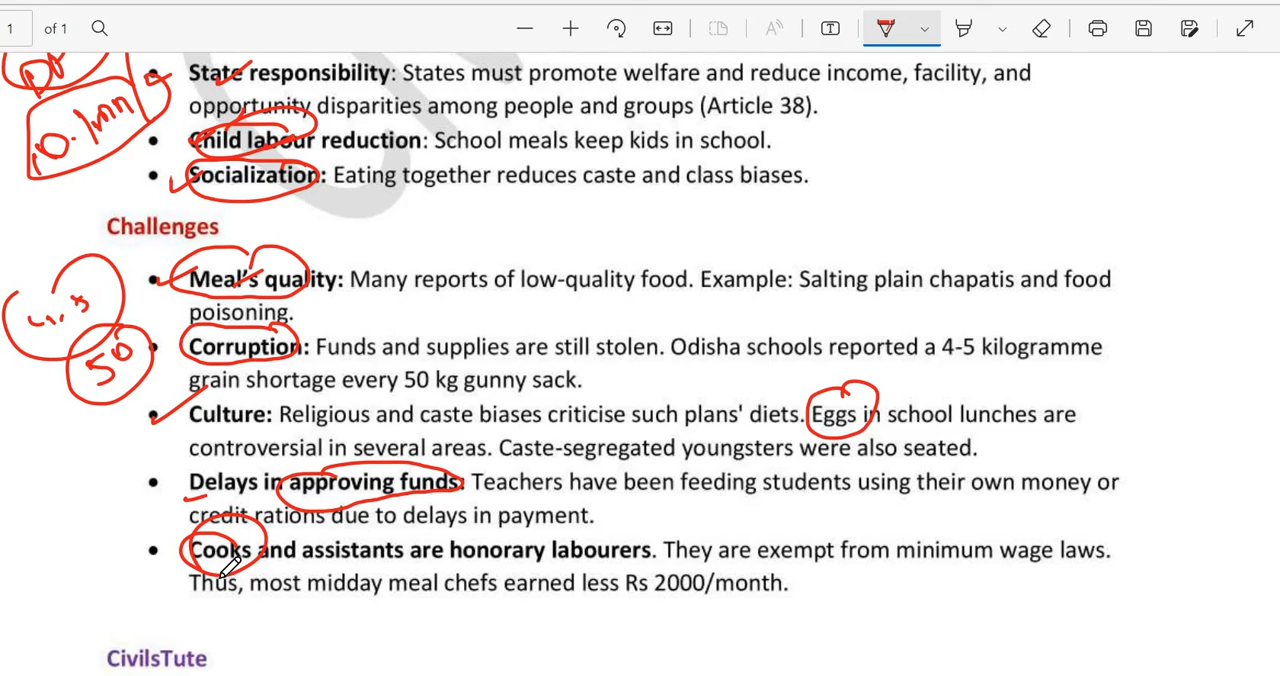 1 of 1
State responsibility: States must promote welfare and reduce income, facility, and
opportunity disparities among people and groups (Article 38).
• Child labour reduction: School meals keep kids in school.
• Socialization: Eating together reduces caste and class biases.
Challenges
• Meal's quality: Many reports of low-quality food. Example: Salting plain chapatis and food
poisoning.
50
• Corruption: Funds and supplies are still stolen. Odisha schools reported a 4-5 kilogramme
grain shortage every 50 kg gunny sack.
• Culture: Religious and caste biases criticise such plans' diets. Eggs in school lunches are
controversial in several areas. Caste-segregated youngsters were also seated.
• Delays in approving funds: Teachers have been feeding students using their own money or
credit rations due to delays in payment.
• Cooks and assistants are honorary labourers. They are exempt from minimum wage laws.
Thus, most midday meal chefs earned less Rs 2000/month.
CivilsTute